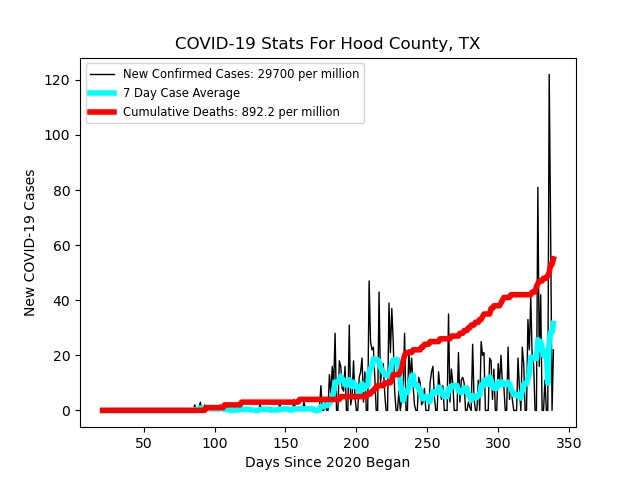 COVID-19 Stats For Hood County, TX
New Confirmed Cases: 29700 per million
7 Day Case Average
Cumulative Deaths: 892.2 per million
New COVID-19 Cases
120
100
80
60
40
20
0
50
100
150
200
250
300
350
Days Since 2020 Began